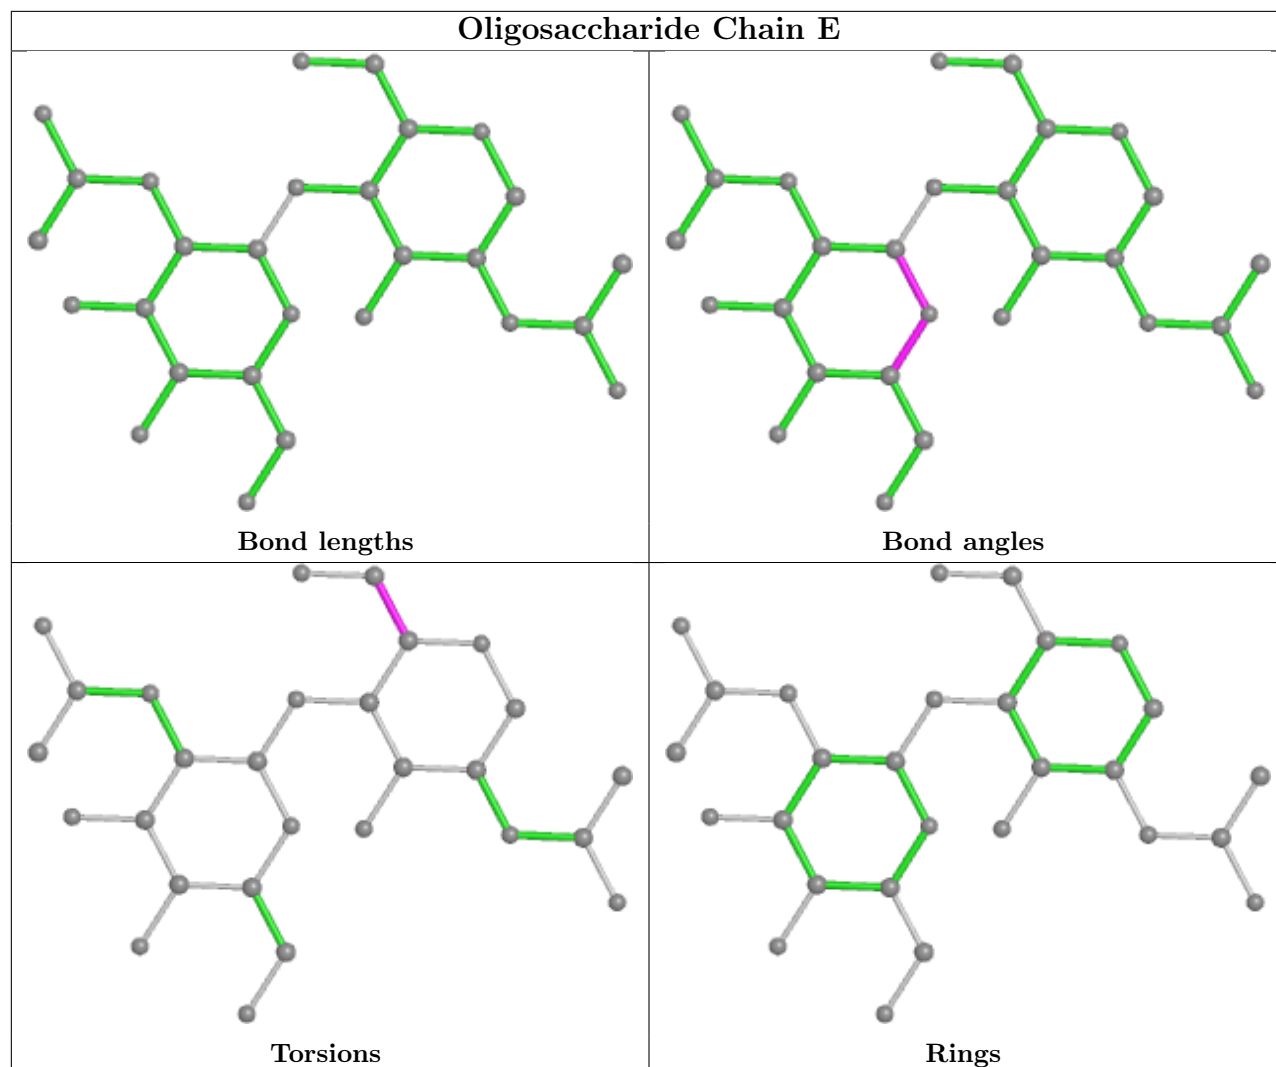 Oligosaccharide Chain E
Bond lengths
Bond angles
Torsions
Rings